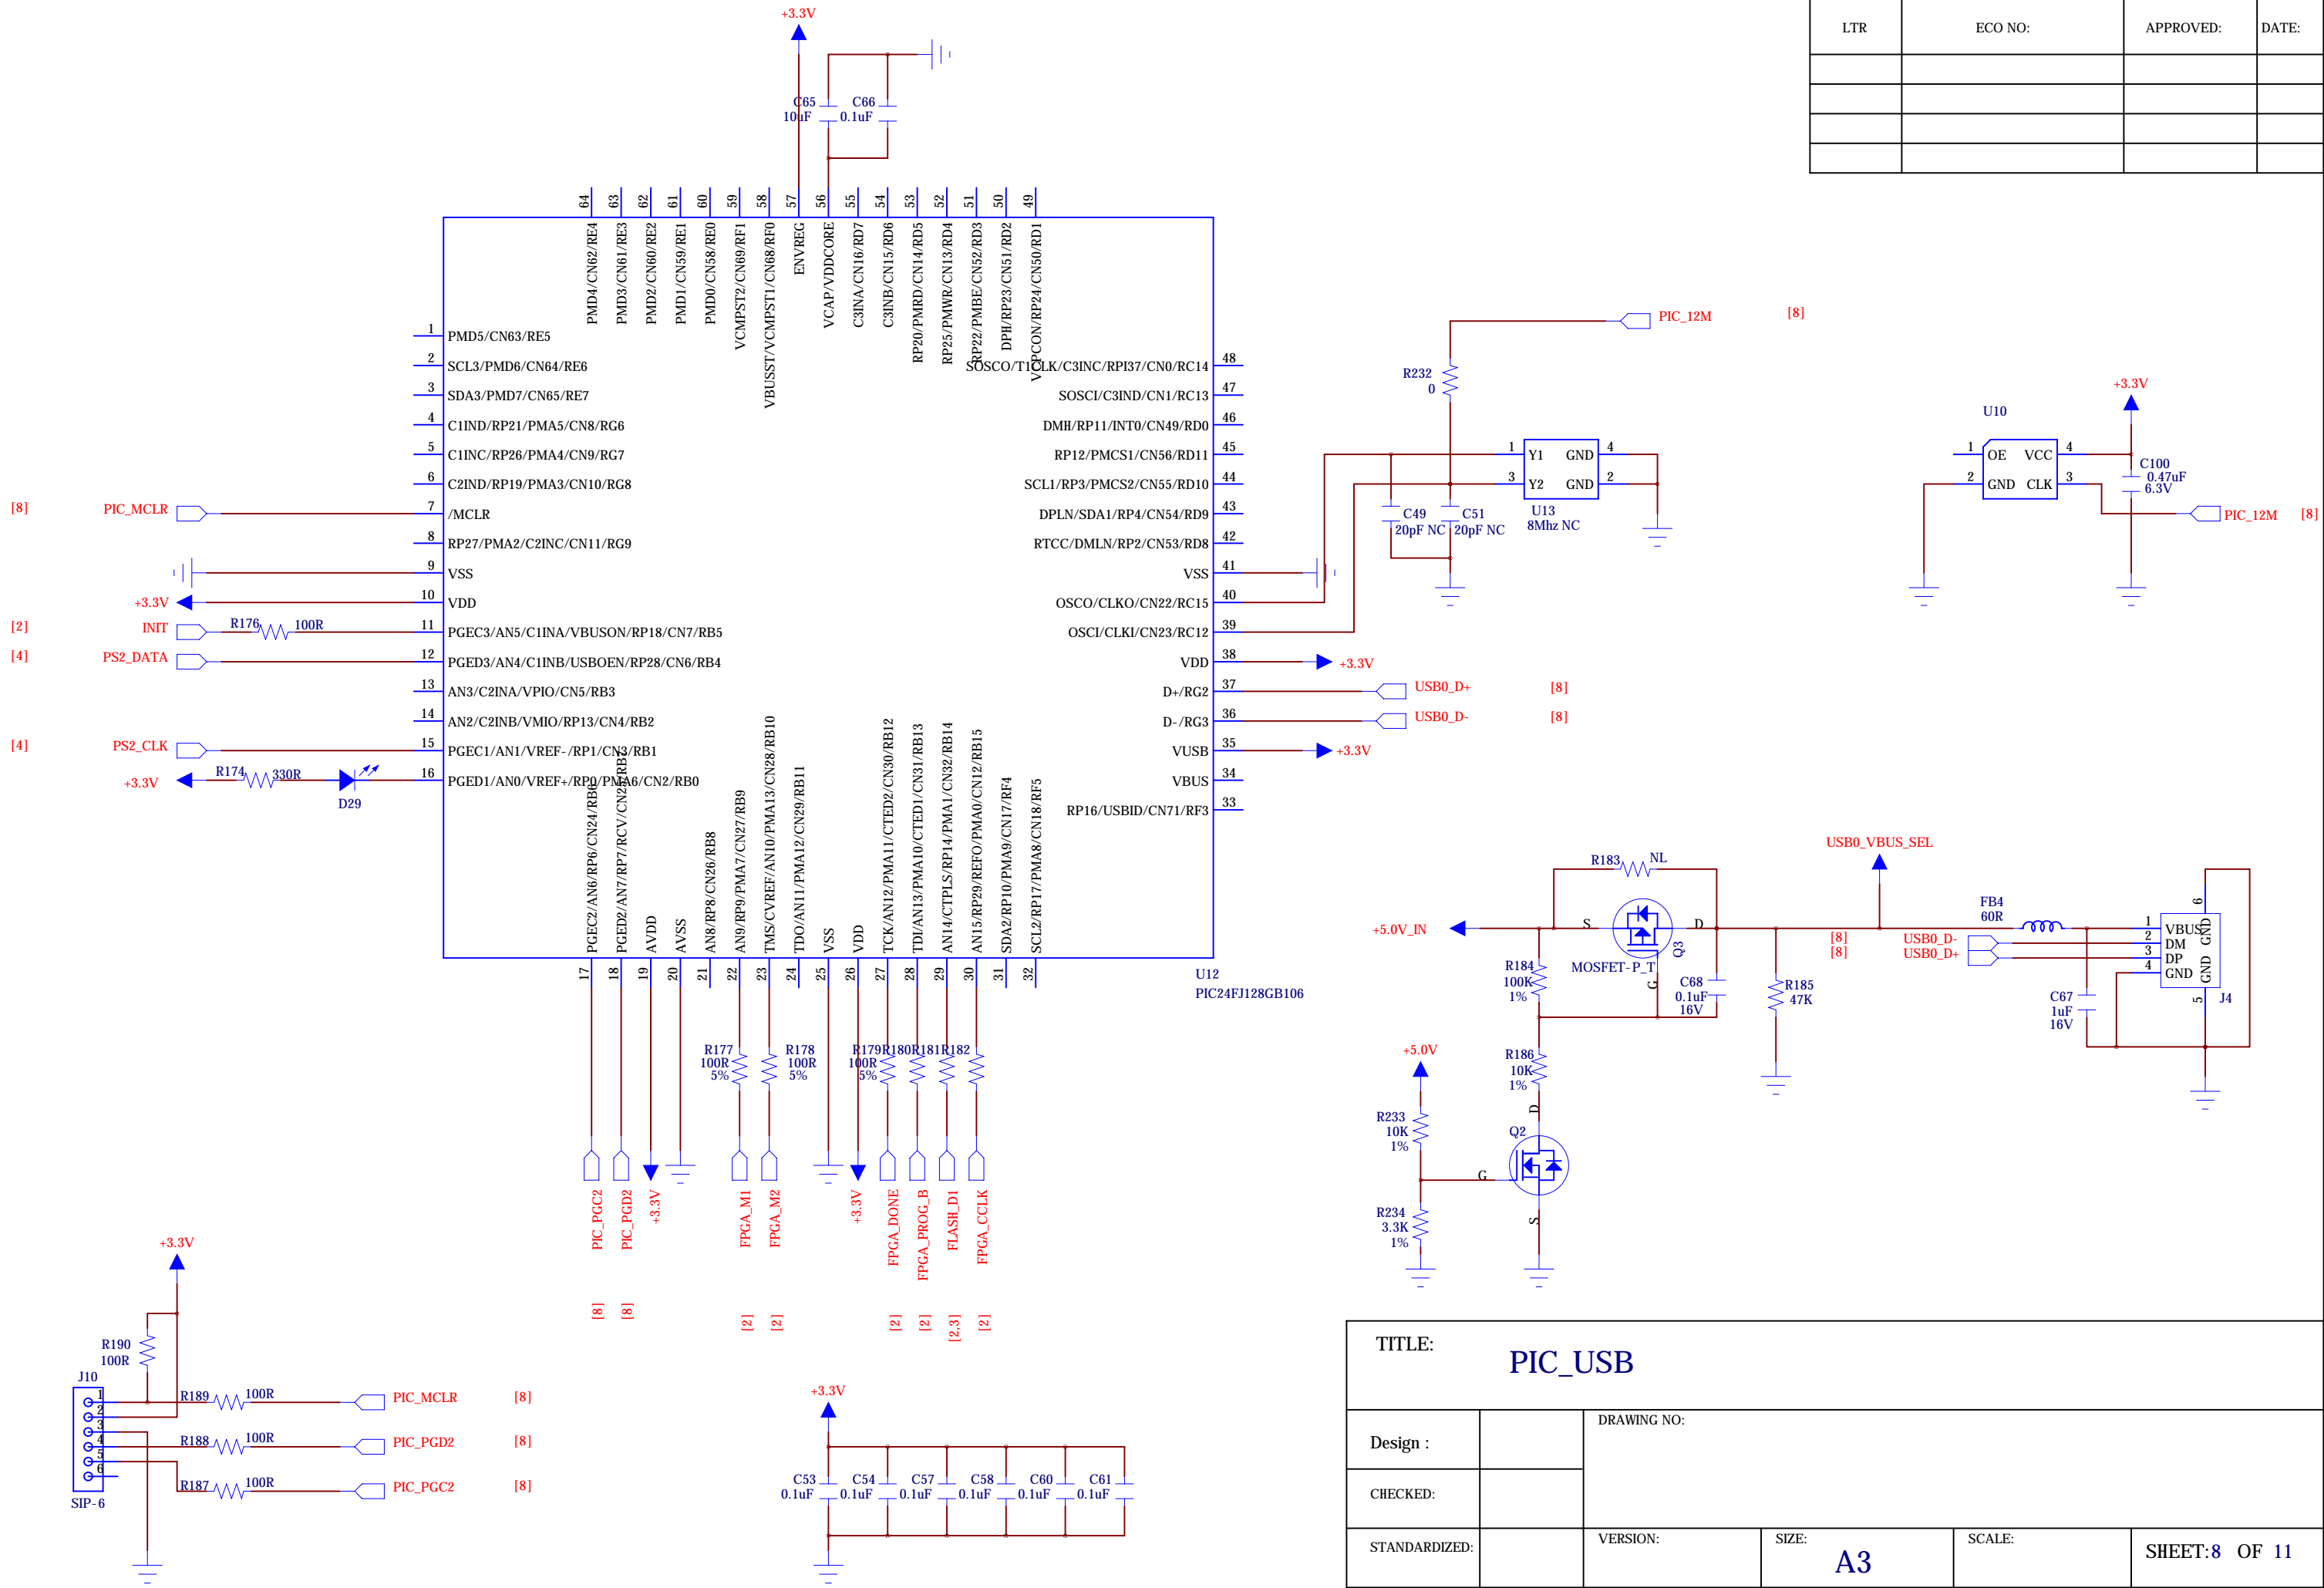 LTR ECO NO: APPROVED: DATE:
+3.3V
C65 10uF
C66 0.1uF
64 63 62 61 60 59 58 57 56 55 54 53 52 51 50 49
PMD4/CN62/RE4
PMD3/CN61/RE3
PMD2/CN60/RE2
PMD1/CN59/RE1
PMD0/CN58/RE0
VCMPST2/CN69/RF1
VBUSST/VCMPST1/CN68/RF0
ENVREG
VCAP/VDDCORE
C3INA/CN16/RD7
C3INB/CN15/RD6
RP20/PMRD/CN14/RD5
RP25/PMWR/CN13/RD4
RP22/PMBE/CN52/RD3
DPH/RP23/CN51/RD2
VCPCON/RP24/CN50/RD1
1 PMD5/CN63/RE5
2 SCL3/PMD6/CN64/RE6
3 SDA3/PMD7/CN65/RE7
4 C1IND/RP21/PMA5/CN8/RG6
5 C1INC/RP26/PMA4/CN9/RG7
6 C2IND/RP19/PMA3/CN10/RG8
[8] PIC_MCLR 7 /MCLR
8 RP27/PMA2/C2INC/CN11/RG9
9 VSS
+3.3V 10 VDD
[2] INIT R176 100R 11 PGEC3/AN5/C1INA/VBUSON/RP18/CN7/RB5
[4] PS2_DATA 12 PGED3/AN4/C1INB/USBOEN/RP28/CN6/RB4
13 AN3/C2INA/VPIO/CN5/RB3
14 AN2/C2INB/VMIO/RP13/CN4/RB2
[4] PS2_CLK 15 PGEC1/AN1/VREF-/RP1/CN3/RB1
+3.3V R174 330R D29 16 PGED1/AN0/VREF+/RP0/PMA6/CN2/RB0
SOSCO/T1CLK/C3INC/RPI37/CN0/RC14 48
SOSCI/C3IND/CN1/RC13 47
DMH/RP11/INT0/CN49/RD0 46
RP12/PMCS1/CN56/RD11 45
SCL1/RP3/PMCS2/CN55/RD10 44
DPLN/SDA1/RP4/CN54/RD9 43
RTCC/DMLN/RP2/CN53/RD8 42
VSS 41
OSCO/CLKO/CN22/RC15 40
OSCI/CLKI/CN23/RC12 39
VDD 38 +3.3V
D+/RG2 37 USB0_D+ [8]
D-/RG3 36 USB0_D- [8]
VUSB 35 +3.3V
VBUS 34
RP16/USBID/CN71/RF3 33
PGEC2/AN6/RP6/CN24/RB6
PGED2/AN7/RP7/RCV/CN25/RB7
AVDD
AVSS
AN8/RP8/CN26/RB8
AN9/RP9/PMA7/CN27/RB9
TMS/CVREF/AN10/PMA13/CN28/RB10
TDO/AN11/PMA12/CN29/RB11
VSS
VDD
TCK/AN12/PMA11/CTED2/CN30/RB12
TDI/AN13/PMA10/CTED1/CN31/RB13
AN14/CTPLS/RP14/PMA1/CN32/RB14
AN15/RP29/REFO/PMA0/CN12/RB15
SDA2/RP10/PMA9/CN17/RF4
SCL2/RP17/PMA8/CN18/RF5
17 18 19 20 21 22 23 24 25 26 27 28 29 30 31 32
U12
PIC24FJ128GB106
R177 100R 5%
R178 100R 5%
R179 R180 R181 R182
100R 5%
PIC_PGC2 [8]
PIC_PGD2 [8]
+3.3V
FPGA_M1 [2]
FPGA_M2 [2]
+3.3V
FPGA_DONE [2]
FPGA_PROG_B [2]
FLASH_D1 [2,3]
FPGA_CCLK [2]
PIC_12M [8]
R232
0
1 Y1 GND 4
3 Y2 GND 2
U13
8Mhz NC
C49 20pF NC
C51 20pF NC
U10
1 OE VCC 4
2 GND CLK 3
+3.3V
C100
0.47uF
6.3V
PIC_12M [8]
USB0_VBUS_SEL
R183 NL
+5.0V_IN S D G
Q3
MOSFET-P_T
R184 100K 1%
C68 0.1uF 16V
R185 47K
[8] USB0_D-
[8] USB0_D+
FB4
60R
1 VBUS
2 DM
3 DP
4 GND
6 GND
5 GND
J4
C67 1uF 16V
R186 10K 1%
+5.0V
R233 10K 1%
R234 3.3K 1%
Q2
D G S
+3.3V
R190
100R
J10
1 2 3 4 5 6
SIP-6
R189 100R PIC_MCLR [8]
R188 100R PIC_PGD2 [8]
R187 100R PIC_PGC2 [8]
+3.3V
C53 0.1uF
C54 0.1uF
C57 0.1uF
C58 0.1uF
C60 0.1uF
C61 0.1uF
TITLE: PIC_USB
Design :
DRAWING NO:
CHECKED:
STANDARDIZED:
VERSION:
SIZE: A3
SCALE:
SHEET:8 OF 11